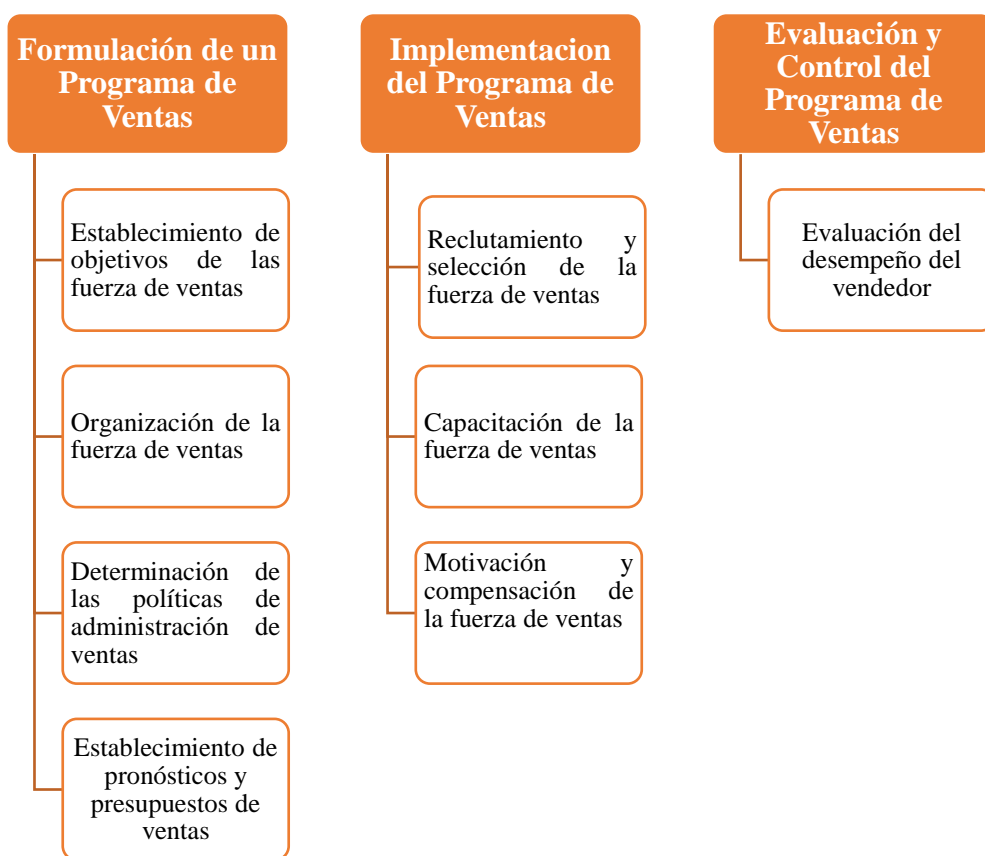 Formulación de un
Programa de
Ventas
Establecimiento de
objetivos de las
fuerza de ventas
Organización de la
fuerza de ventas
Determinación de
las políticas de
administración de
ventas
Establecimiento de
pronósticos y
presupuestos de
ventas
Implementacion
del Programa de
Ventas
Reclutamiento y
selección de la
fuerza de ventas
Capacitación de la
fuerza de ventas
Motivación y
compensación de
la fuerza de ventas
Evaluación y
Control del
Programa de
Ventas
Evaluación del
desempeño del
vendedor